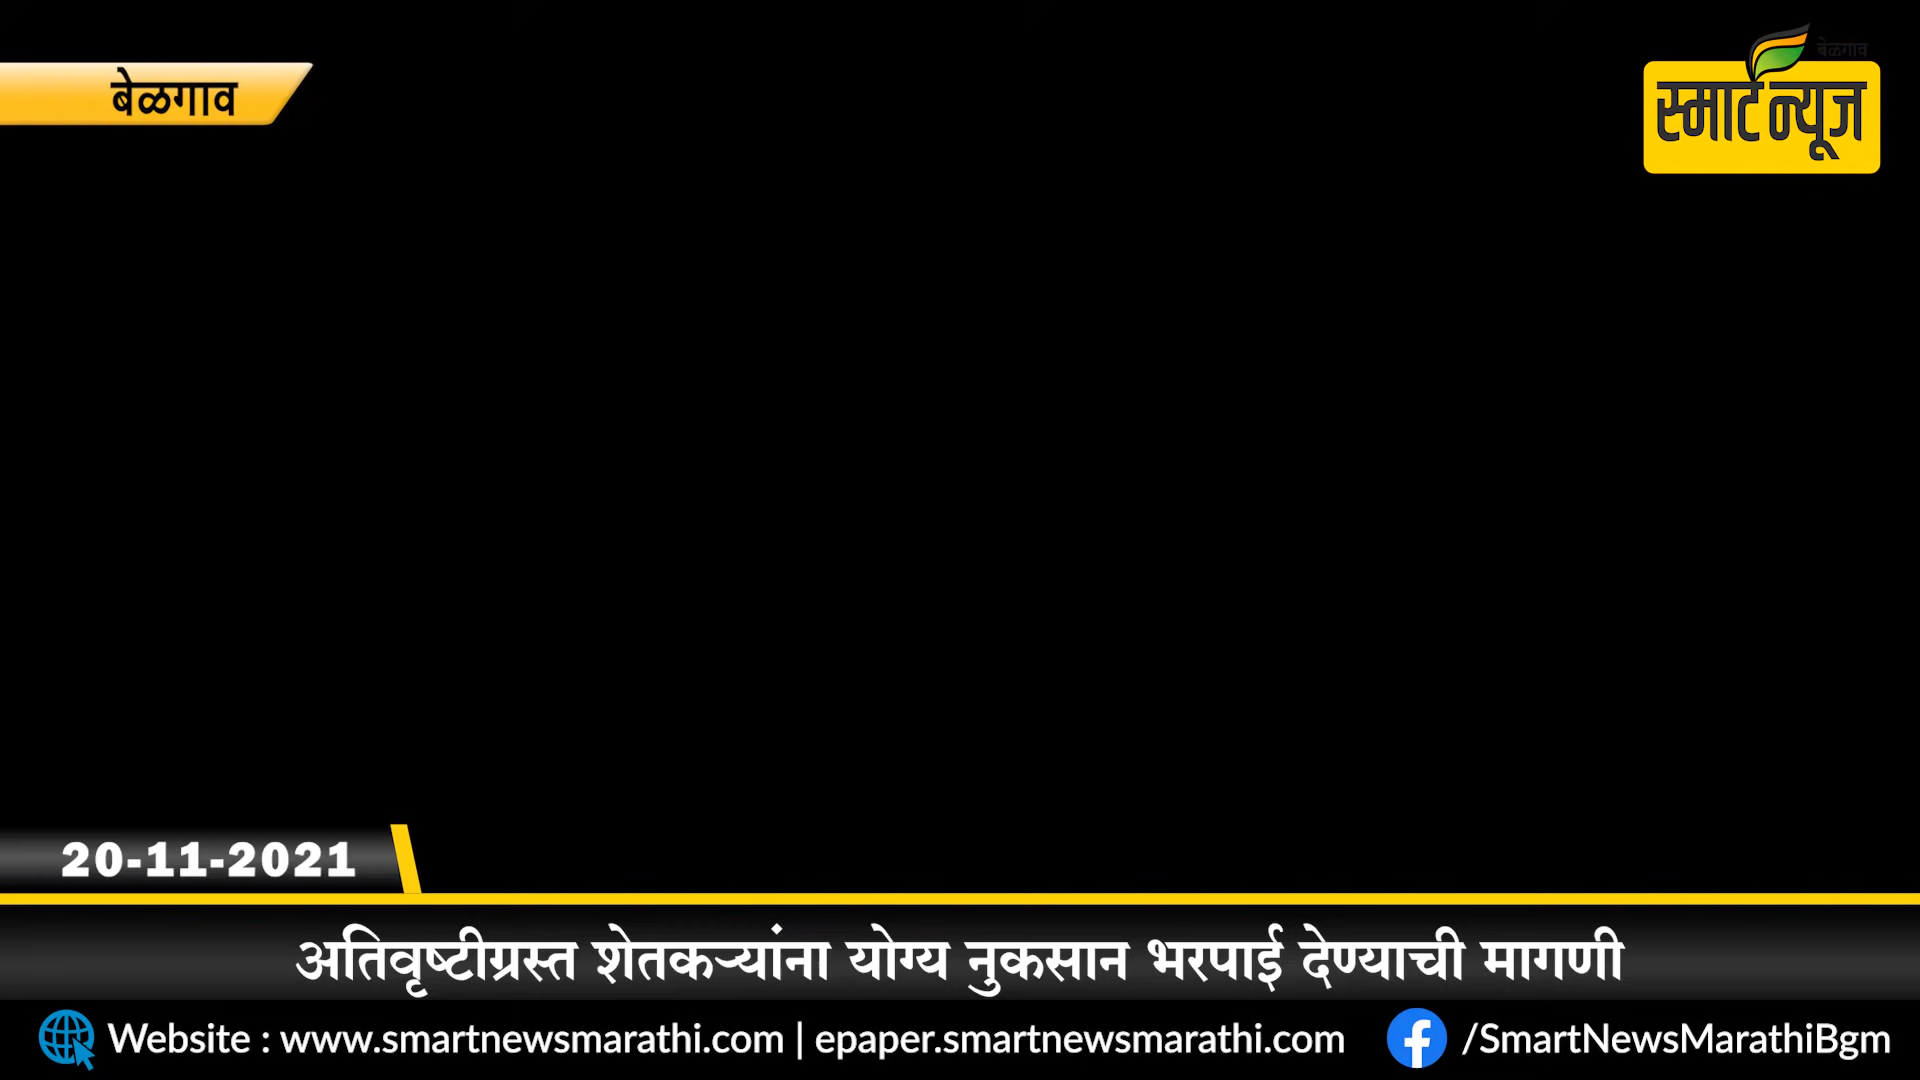 बेळगाव
बेळगाव
स्मार्ट न्यूज
20-11-2021
अतिवृष्टीग्रस्त शेतकऱ्यांना योग्य नुकसान भरपाई देण्याची मागणी
Website : www.smartnewsmarathi.com | epaper.smartnewsmarathi.com /SmartNewsMarathiBgm